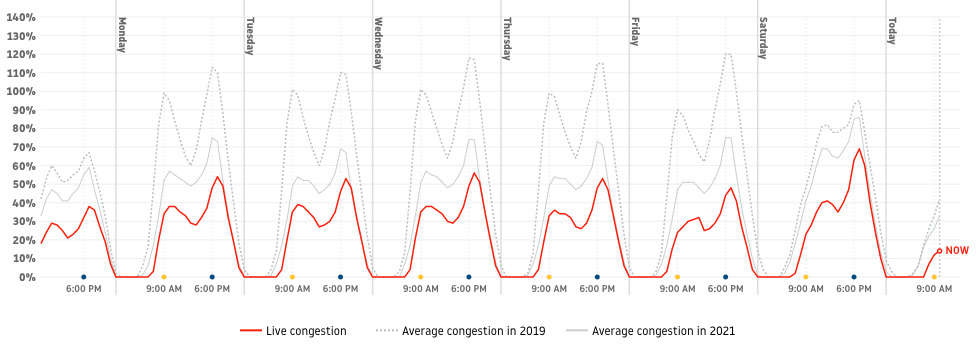 140%
130%
120%
110%
100%
90%
80%
70%
60%
50%
40%
30%
20%
10%
0%
Monday
Tuesday
Wednesday
Thursday
Friday
Saturday
Today
NOW
6:00 PM 9:00 AM 6:00 PM 9:00 AM 6:00 PM 9:00 AM 6:00 PM 9:00 AM 6:00 PM 9:00 AM 6:00 PM 9:00 AM 6:00 PM 9:00 AM
Live congestion Average congestion in 2019 Average congestion in 2021